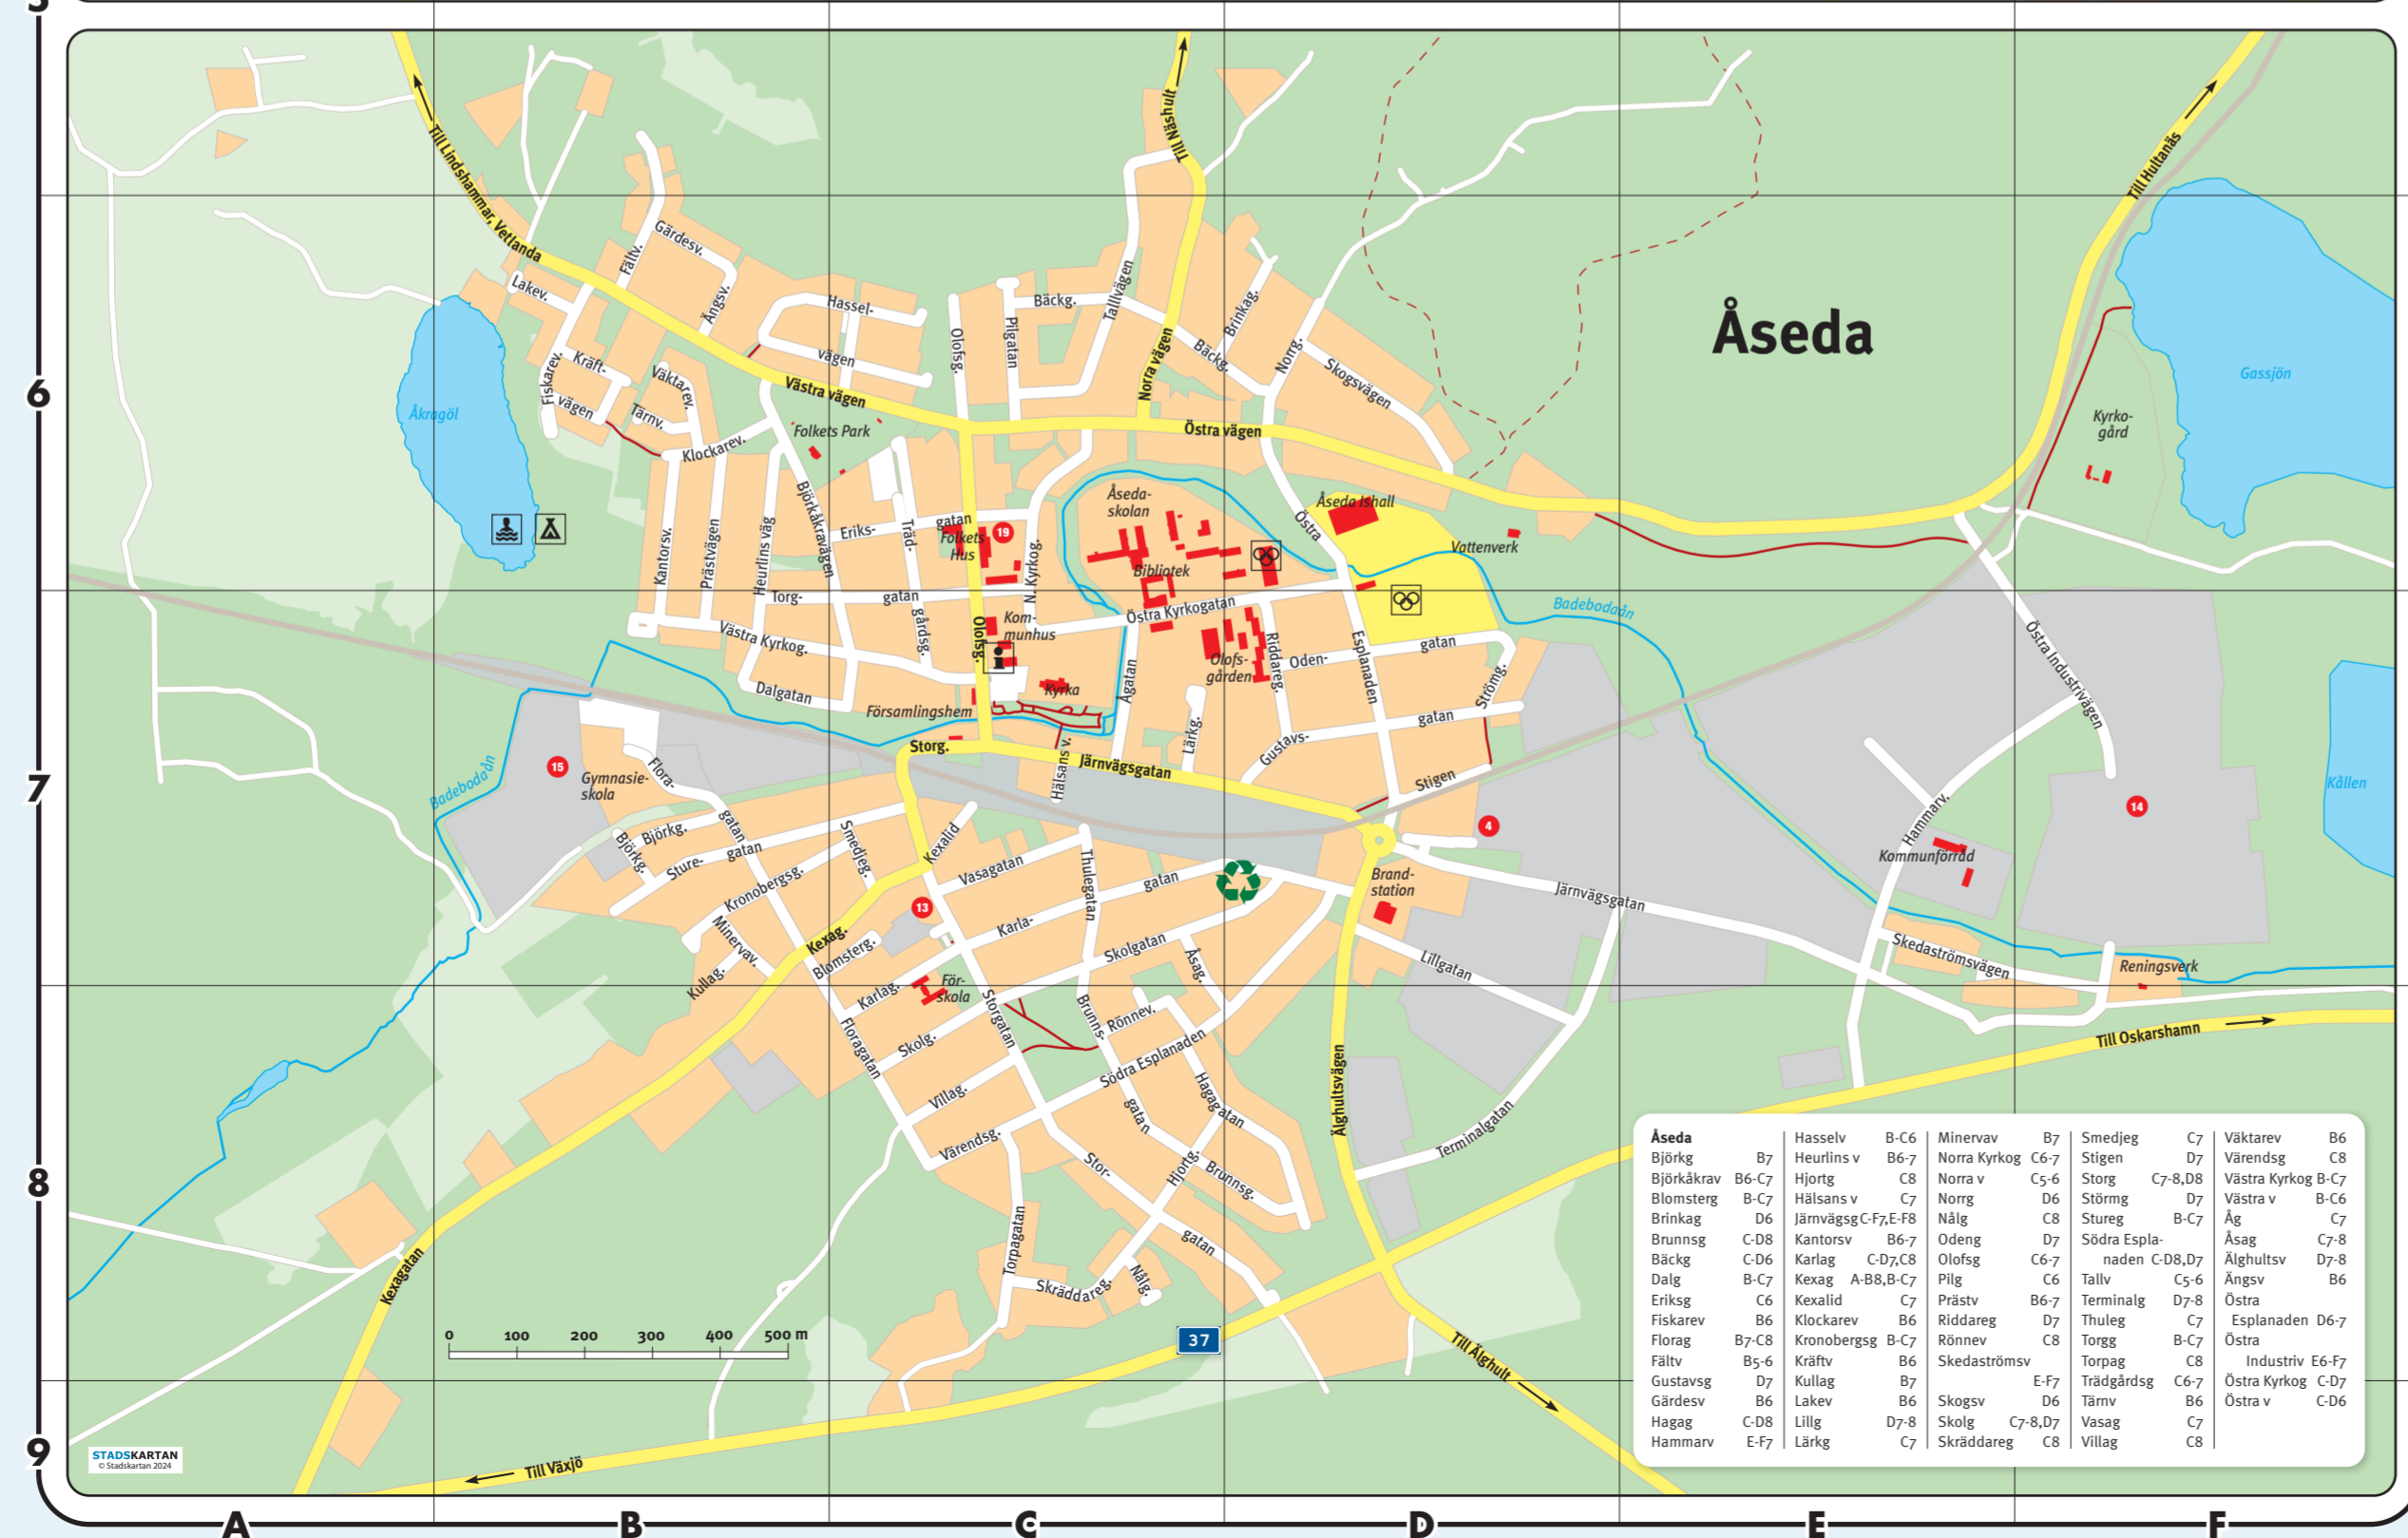 5
Till Lindshammar, Vetlanda
Till Nåshult
Till Hultanäs
Gärdesv.
Fältv.
Lakev.
Ängsv.
Hassel-
vägen
Bäckg.
Tallvägen
Brinkag.
Olofsg.
Pilgatan
Norra vägen
Bäckg.
Norrg.
Skogsvägen
Åseda
Gassjön
6
Åkragöl
Fiskarev.
Kräft-
vägen
Väktarev.
Tärnv.
Klockarev.
Västra vägen
Folkets Park
Östra vägen
Kyrko-
gård
Åseda-
skolan
Åseda Ishall
Björkåkravägen
Eriks-
gatan
Träd-
gårdsg.
Folkets
Hus
19
Östra
Esplanaden
Vattenverk
Kantorsv.
Prästvägen
Heurlins väg
N. Kyrkog.
Bibliotek
Torg-
gatan
Östra Kyrkogatan
Badebodaån
Västra Kyrkog.
Olofsg.
Kom-
munhus
i
Olofs-
gården
Riddareg.
Oden-
gatan
Strömg.
Östra Industrivägen
Dalgatan
Kyrka
Ågatan
Församlingshem
Lärkg.
Gustavs-
gatan
Storg.
Hälsans v.
Järnvägsgatan
Stigen
Kållen
7
Badebodaån
15
Gymnasie-
skola
Flora-
gatan
14
4
Björkg.
Björkg.
Sture-
gatan
Smedjeg.
Kexalid
Vasagatan
Thulegatan
Hammarv.
Kommunförråd
Kronobergsg.
13
Karla-
gatan
Brand-
station
Järnvägsgatan
Minervav.
Kullag.
Kexag.
Blomsterg.
Skolgatan
Åsag.
Lillgatan
Skedaströmsvägen
Reningsverk
Karlag.
För-
skola
Storgatan
Brunns-
gatan
Rönnev.
Till Oskarshamn
Floragatan
Skolg.
Södra Esplanaden
Älghultsvägen
Villag.
Hagagatan
Terminalgatan
8
Värendsg.
Stor-
gatan
Hjortg.
Brunnsg.
Torpagatan
Kexagatan
Skräddareg.
Nålg.
0 100 200 300 400 500 m
37
Till Älghult
9
Till Växjö
STADSKARTAN
© Stadskartan 2024
Åseda
Björkg B7
Björkåkrav B6-C7
Blomsterg B-C7
Brinkag D6
Brunnsg C-D8
Bäckg C-D6
Dalg B-C7
Eriksg C6
Fiskarev B6
Florag B7-C8
Fältv B5-6
Gustavsg D7
Gärdesv B6
Hagag C-D8
Hammarv E-F7
Hasselv B-C6
Heurlins v B6-7
Hjortg C8
Hälsans v C7
Järnvägsg C-F7,E-F8
Kantorsv B6-7
Karlag C-D7,C8
Kexag A-B8,B-C7
Kexalid C7
Klockarev B6
Kronobergsg B-C7
Kräftv B6
Kullag B7
Lakev B6
Lillg D7-8
Lärkg C7
Minervav B7
Norra Kyrkog C6-7
Norra v C5-6
Norrg D6
Nålg C8
Odeng D7
Olofsg C6-7
Pilg C6
Prästv B6-7
Riddareg D7
Rönnev C8
Skedaströmsv
E-F7
Skogsv D6
Skolg C7-8,D7
Skräddareg C8
Smedjeg C7
Stigen D7
Storg C7-8,D8
Störmg D7
Stureg B-C7
Södra Espla-
naden C-D8,D7
Tallv C5-6
Terminalg D7-8
Thuleg C7
Torgg B-C7
Torpag C8
Trädgårdsg C6-7
Tärnv B6
Vasag C7
Villag C8
Väktarev B6
Värendsg C8
Västra Kyrkog B-C7
Västra v B-C6
Åg C7
Åsag C7-8
Älghultsv D7-8
Ängsv B6
Östra
Esplanaden D6-7
Östra
Industriv E6-F7
Östra Kyrkog C-D7
Östra v C-D6
A B C D E F